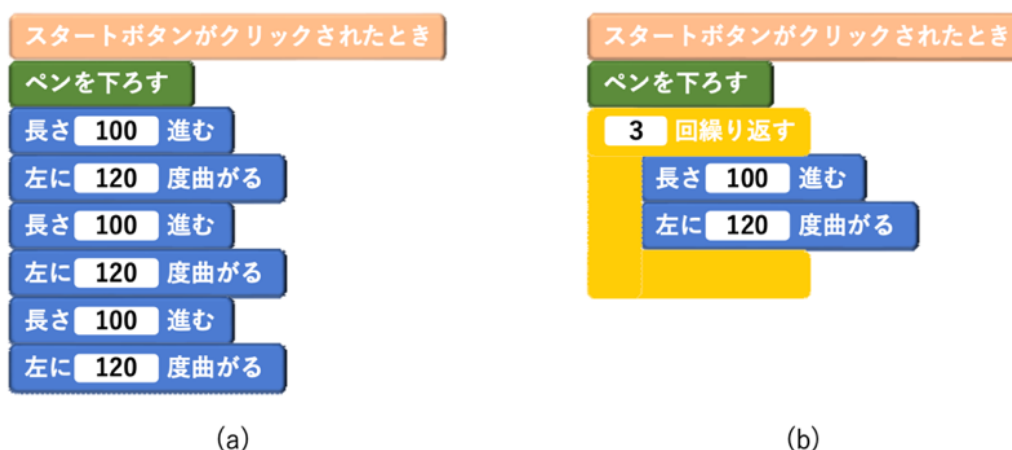 スタートボタンがクリックされたとき
ペンを下ろす
長さ 100 進む
左に 120 度曲がる
長さ 100 進む
左に 120 度曲がる
長さ 100 進む
左に 120 度曲がる
(a)
スタートボタンがクリックされたとき
ペンを下ろす
3 回繰り返す
長さ 100 進む
左に 120 度曲がる
(b)